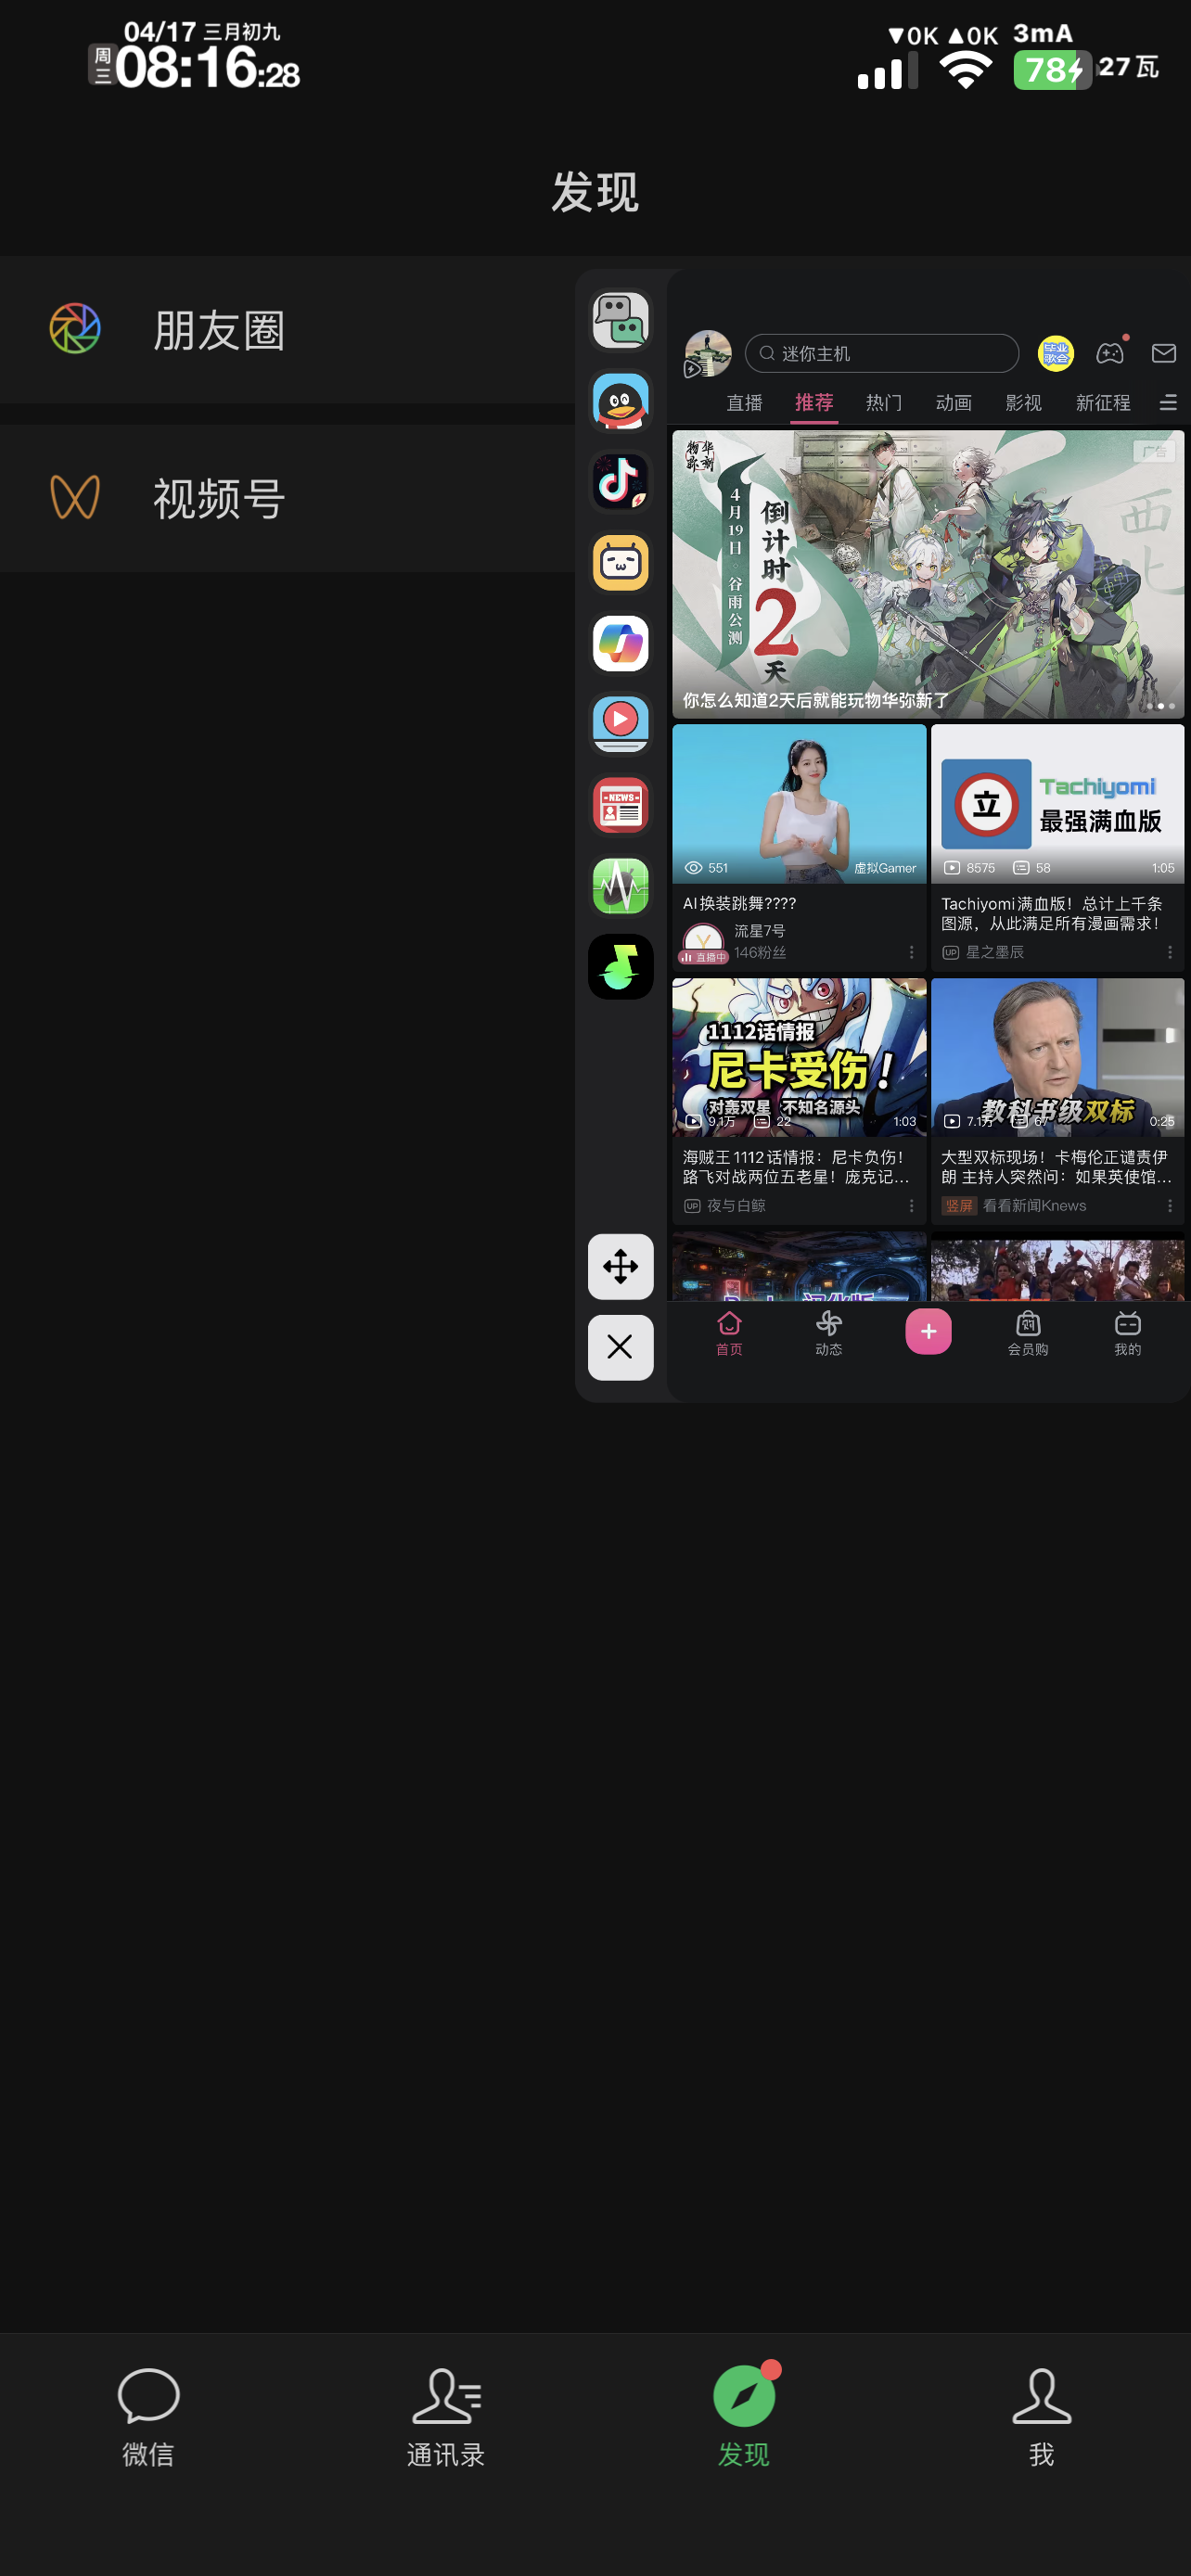 04/17 三月初九
周三
08:16:28
▼0K ▲0K 3mA
78
27 瓦
发现
朋友圈
视频号
NEWS
迷你主机
毕业歌会
直播 推荐 热门 动画 影视 新征程
物华弥新
广告
4月19日 谷雨公测
倒计时2天
西北
你怎么知道2天后就能玩物华弥新了
551
虚拟Gamer
AI换装跳舞????
流星7号
直播中
146粉丝
立
Tachiyomi
最强满血版
8575 58 1:05
Tachiyomi满血版！总计上千条
图源，从此满足所有漫画需求！
UP 星之墨辰
1112话情报
尼卡受伤！
对轰双星 不知名源头
9.1万 22 1:03
海贼王1112话情报：尼卡负伤！
路飞对战两位五老星！庞克记...
UP 夜与白鲸
教科书级双标
7.1万 67 0:25
大型双标现场！卡梅伦正谴责伊
朗 主持人突然问：如果英使馆...
竖屏 看看新闻Knews
首页
动态
会员购
我的
微信
通讯录
发现
我